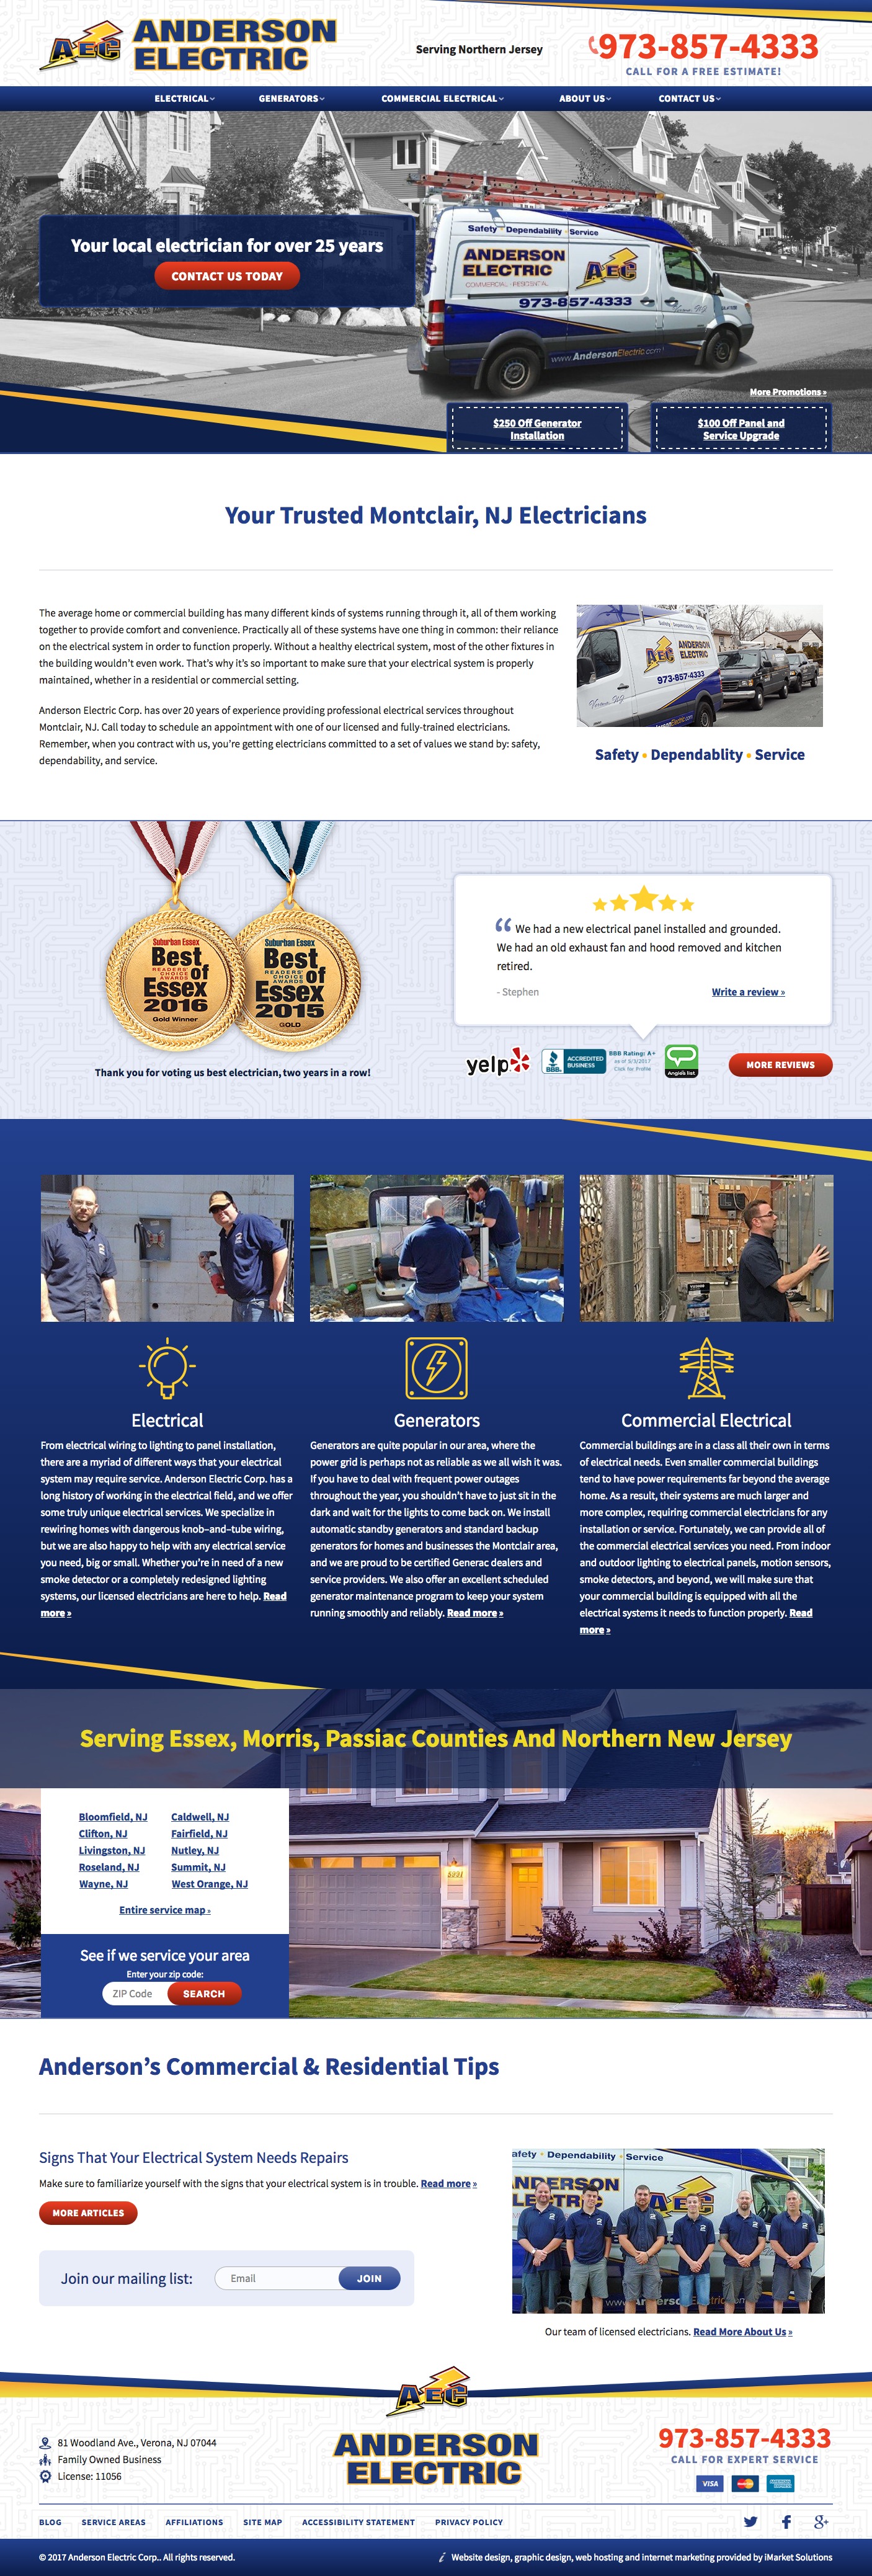 AEC
ANDERSON
ELECTRIC
Serving Northern Jersey
973-857-4333
CALL FOR A FREE ESTIMATE!
ELECTRICAL
GENERATORS
COMMERCIAL ELECTRICAL
ABOUT US
CONTACT US
Your local electrician for over 25 years
CONTACT US TODAY
Safety • Dependability • Service
ANDERSON
ELECTRIC
COMMERCIAL - RESIDENTIAL
AEC
973-857-4333
Verona, NJ
www.AndersonElectric.com
More Promotions »
$250 Off Generator
Installation
$100 Off Panel and
Service Upgrade
Your Trusted Montclair, NJ Electricians
The average home or commercial building has many different kinds of systems running through it, all of them working
together to provide comfort and convenience. Practically all of these systems have one thing in common: their reliance
on the electrical system in order to function properly. Without a healthy electrical system, most of the other fixtures in
the building wouldn't even work. That's why it's so important to make sure that your electrical system is properly
maintained, whether in a residential or commercial setting.
Anderson Electric Corp. has over 20 years of experience providing professional electrical services throughout
Montclair, NJ. Call today to schedule an appointment with one of our licensed and fully-trained electricians.
Remember, when you contract with us, you're getting electricians committed to a set of values we stand by: safety,
dependability, and service.
AEC
ANDERSON
ELECTRIC
973-857-4333
Safety • Dependablity • Service
Suburban Essex
Best
READERS' CHOICE AWARDS
of
Essex
2016
Gold Winner
Suburban Essex
Best
READERS' CHOICE AWARDS
of
Essex
2015
GOLD
Thank you for voting us best electrician, two years in a row!
“ We had a new electrical panel installed and grounded.
We had an old exhaust fan and hood removed and kitchen
retired.
- Stephen
Write a review »
yelp
BBB
ACCREDITED
BUSINESS
BBB Rating: A+
as of 5/3/2017
Click for Profile
Angie's list
MORE REVIEWS
Electrical
From electrical wiring to lighting to panel installation,
there are a myriad of different ways that your electrical
system may require service. Anderson Electric Corp. has a
long history of working in the electrical field, and we offer
some truly unique electrical services. We specialize in
rewiring homes with dangerous knob–and–tube wiring,
but we are also happy to help with any electrical service
you need, big or small. Whether you're in need of a new
smoke detector or a completely redesigned lighting
systems, our licensed electricians are here to help. Read
more »
Generators
Generators are quite popular in our area, where the
power grid is perhaps not as reliable as we all wish it was.
If you have to deal with frequent power outages
throughout the year, you shouldn't have to just sit in the
dark and wait for the lights to come back on. We install
automatic standby generators and standard backup
generators for homes and businesses the Montclair area,
and we are proud to be certified Generac dealers and
service providers. We also offer an excellent scheduled
generator maintenance program to keep your system
running smoothly and reliably. Read more »
Commercial Electrical
Commercial buildings are in a class all their own in terms
of electrical needs. Even smaller commercial buildings
tend to have power requirements far beyond the average
home. As a result, their systems are much larger and
more complex, requiring commercial electricians for any
installation or service. Fortunately, we can provide all of
the commercial electrical services you need. From indoor
and outdoor lighting to electrical panels, motion sensors,
smoke detectors, and beyond, we will make sure that
your commercial building is equipped with all the
electrical systems it needs to function properly. Read
more »
Serving Essex, Morris, Passiac Counties And Northern New Jersey
Bloomfield, NJ
Caldwell, NJ
Clifton, NJ
Fairfield, NJ
Livingston, NJ
Nutley, NJ
Roseland, NJ
Summit, NJ
Wayne, NJ
West Orange, NJ
Entire service map »
See if we service your area
Enter your zip code:
ZIP Code
SEARCH
Anderson's Commercial & Residential Tips
Signs That Your Electrical System Needs Repairs
Make sure to familiarize yourself with the signs that your electrical system is in trouble. Read more »
MORE ARTICLES
Join our mailing list:
Email
JOIN
afety • Dependability • Service
NDERSON
Our team of licensed electricians. Read More About Us »
AEC
ANDERSON
ELECTRIC
81 Woodland Ave., Verona, NJ 07044
Family Owned Business
License: 11056
973-857-4333
CALL FOR EXPERT SERVICE
VISA
MasterCard
AMERICAN EXPRESS
BLOG
SERVICE AREAS
AFFILIATIONS
SITE MAP
ACCESSIBILITY STATEMENT
PRIVACY POLICY
© 2017 Anderson Electric Corp.. All rights reserved.
Website design, graphic design, web hosting and internet marketing provided by iMarket Solutions